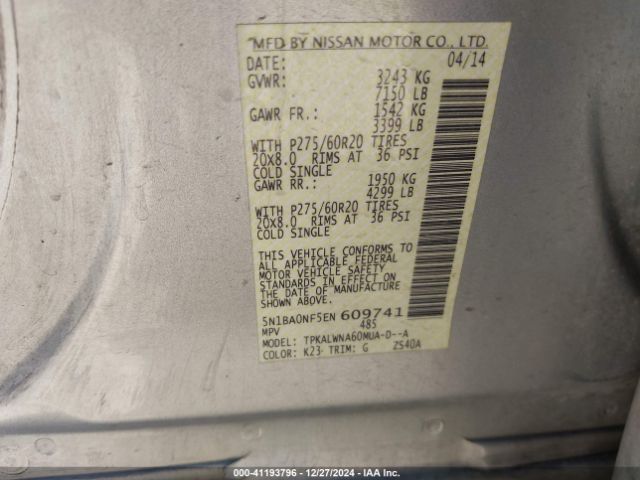 MFD BY NISSAN MOTOR CO., LTD.
DATE: 04/14
GVWR: 3243 KG
7150 LB
GAWR FR.: 1542 KG
3399 LB
WITH P275/60R20 TIRES
20x8.0 RIMS AT 36 PSI
COLD SINGLE
GAWR RR.: 1950 KG
4299 LB
WITH P275/60R20 TIRES
20x8.0 RIMS AT 36 PSI
COLD SINGLE
THIS VEHICLE CONFORMS TO
ALL APPLICABLE FEDERAL
MOTOR VEHICLE SAFETY
STANDARDS IN EFFECT ON
THE DATE OF MANUFACTURE
SHOWN ABOVE.
5N1BA0NF5EN 609741
MPV 485
MODEL: TPKALWNA60MUA-D--A
COLOR: K23 TRIM: G ZS40A
000-41193796 - 12/27/2024 - IAA Inc.